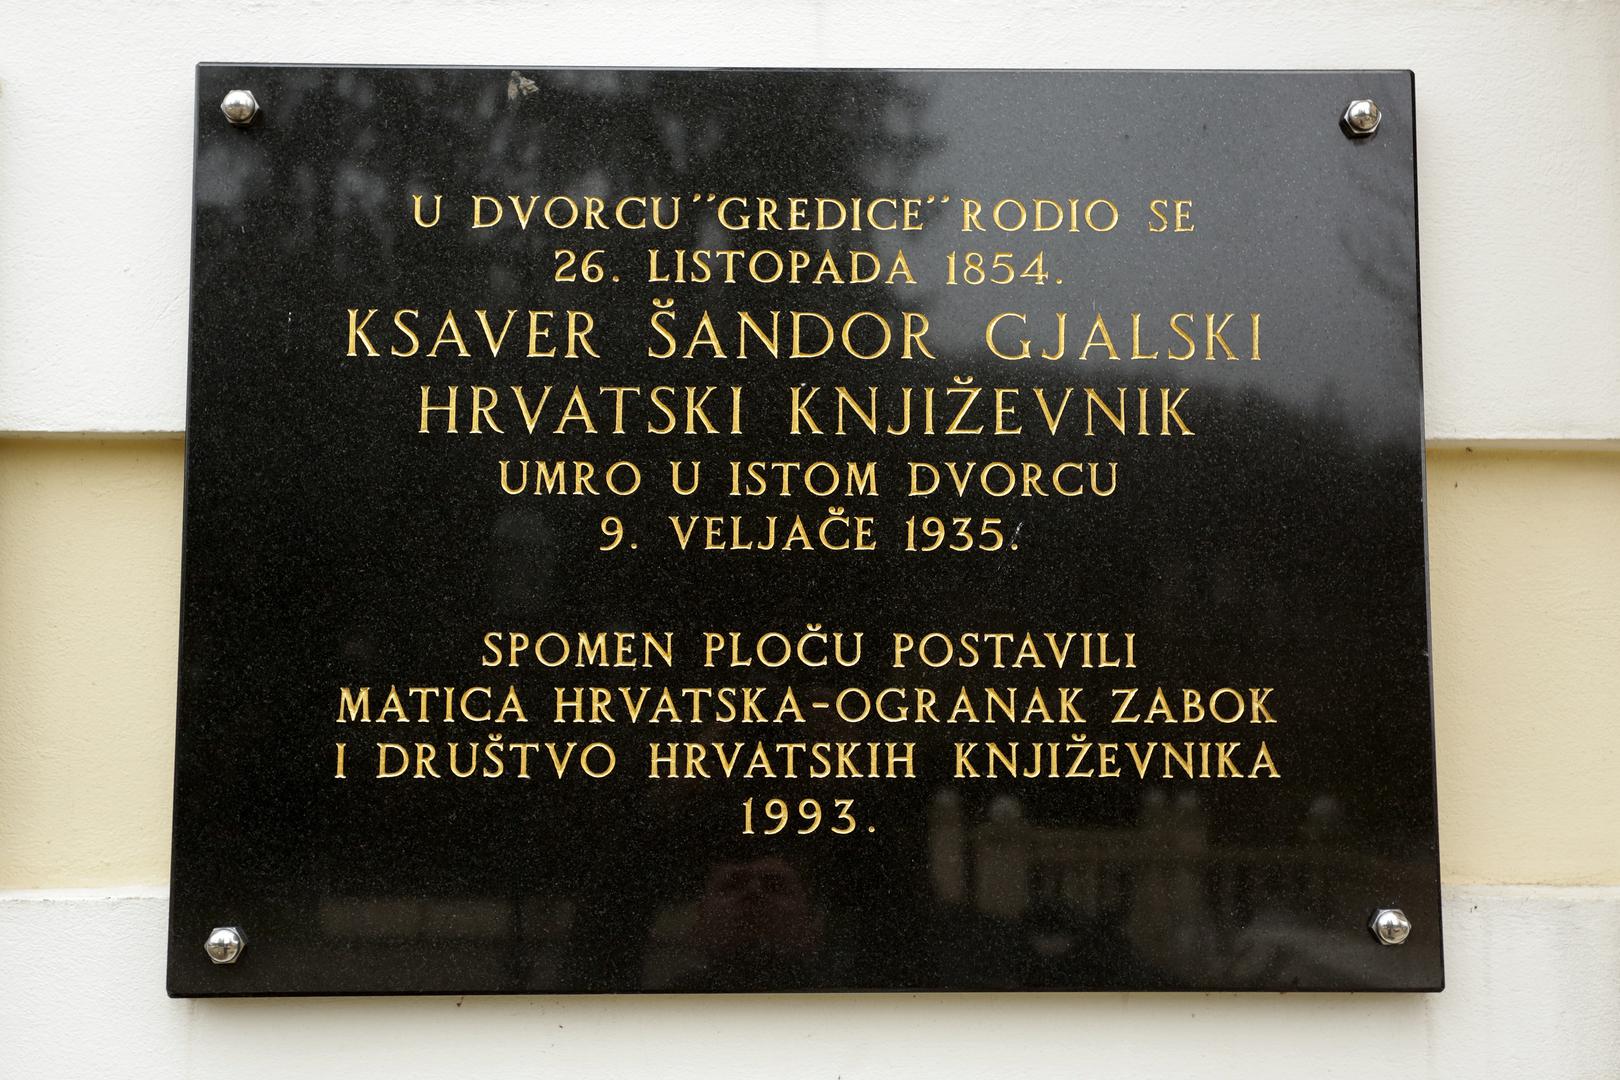 U DVORCU "GREDICE" RODIO SE
26. LISTOPADA 1854.
KSAVER ŠANDOR GJALSKI
HRVATSKI KNJIŽEVNIK
UMRO U ISTOM DVORCU
9. VELJAČE 1935.
SPOMEN PLOČU POSTAVILI
MATICA HRVATSKA-OGRANAK ZABOK
I DRUŠTVO HRVATSKIH KNJIŽEVNIKA
1993.